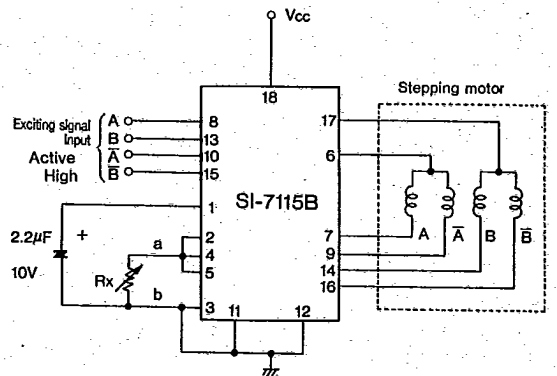 Vcc
Stepping motor
18
Exciting signal
input
Active
High
A
B
A̅
B̅
8
13
10
15
17
6
SI-7115B
1
2.2μF
+
10V
a
2
4
5
Rx
b
3
11
12
7
9
14
16
A
A̅
B
B̅